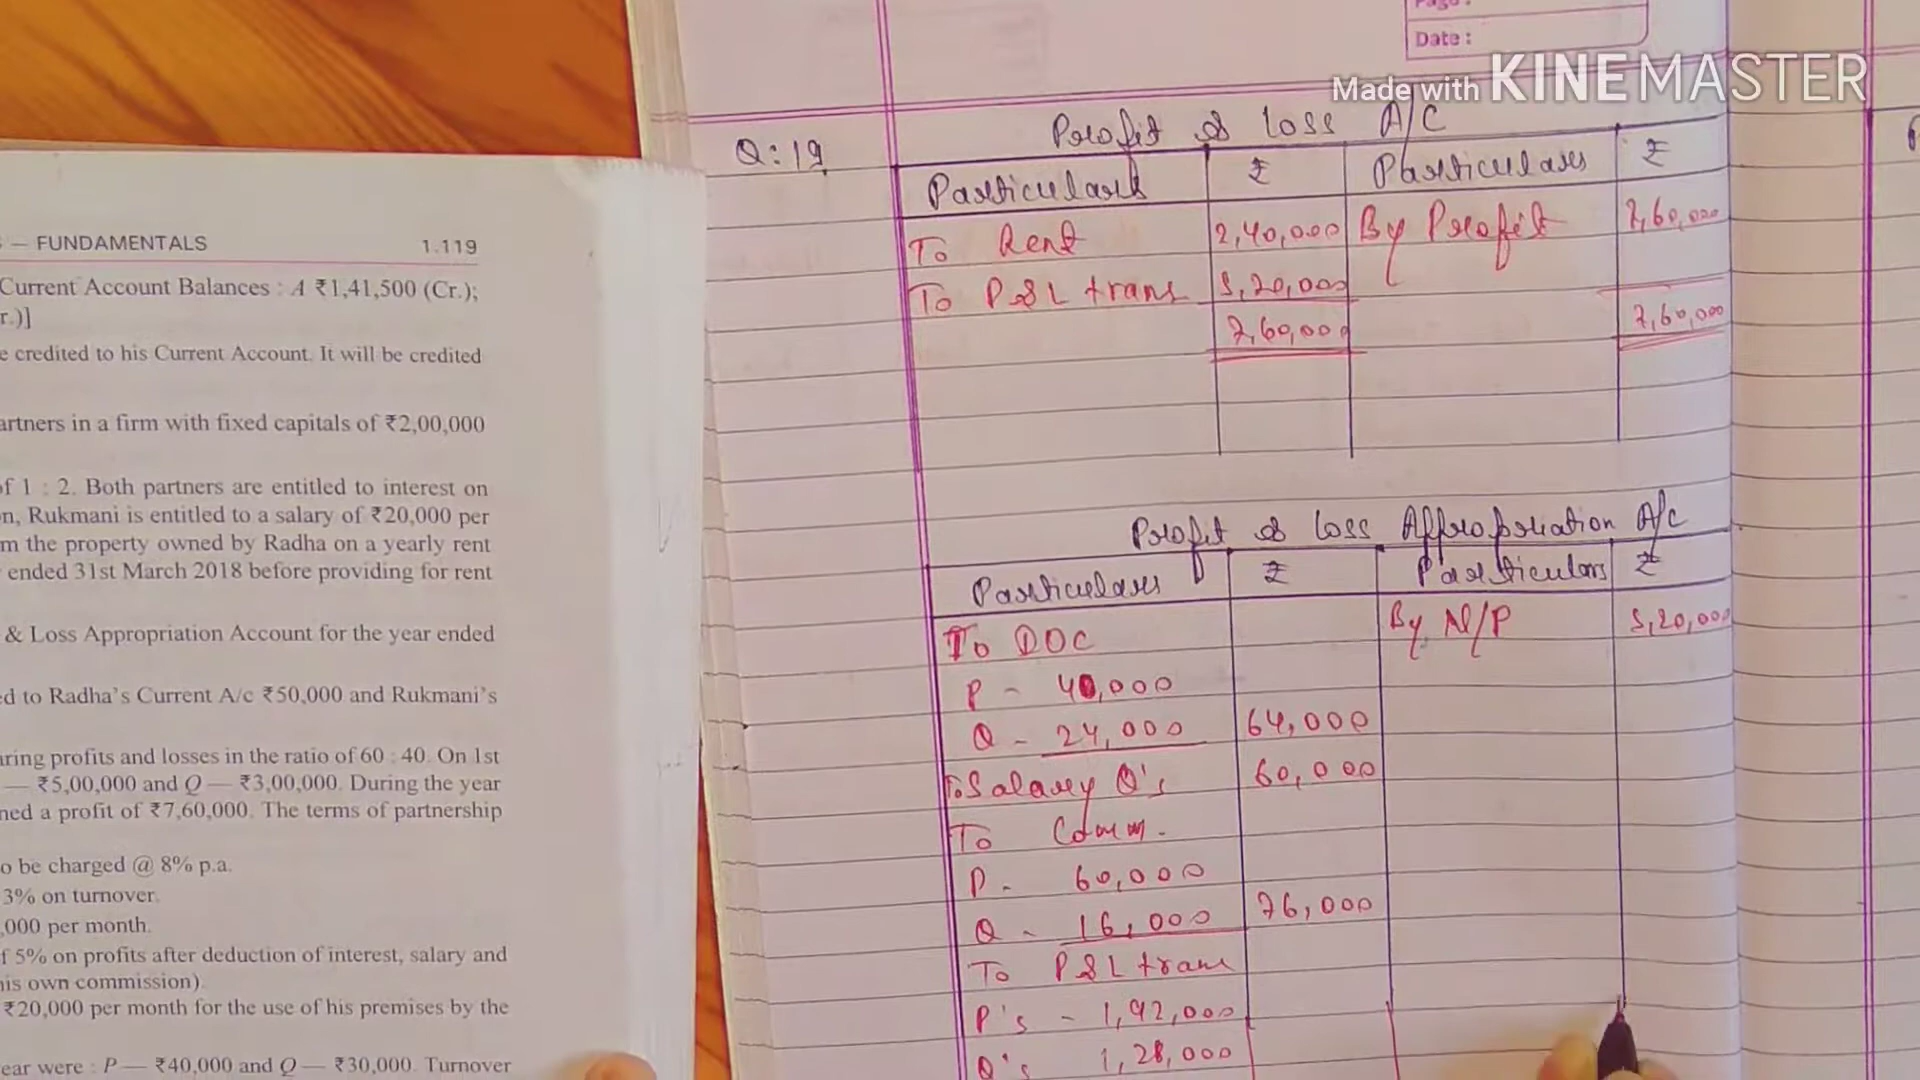 Page:
Date:
Made with KINEMASTER
- FUNDAMENTALS 1.119
Current Account Balances : A ₹1,41,500 (Cr.);
r.)]
e credited to his Current Account. It will be credited
artners in a firm with fixed capitals of ₹2,00,000
of 1 : 2. Both partners are entitled to interest on
n, Rukmani is entitled to a salary of ₹20,000 per
m the property owned by Radha on a yearly rent
ended 31st March 2018 before providing for rent
& Loss Appropriation Account for the year ended
ed to Radha's Current A/c ₹50,000 and Rukmani's
aring profits and losses in the ratio of 60 : 40. On 1st
— ₹5,00,000 and Q — ₹3,00,000. During the year
ned a profit of ₹7,60,000. The terms of partnership
o be charged @ 8% p.a.
3% on turnover.
,000 per month.
f 5% on profits after deduction of interest, salary and
his own commission).
₹20,000 per month for the use of his premises by the
ear were : P — ₹40,000 and Q — ₹30,000. Turnover
Q:19 Profit & loss A/C
Particulars ₹ Particulars ₹
To Rent 2,40,000 By Profit 7,60,000
To P&L trans 5,20,000
7,60,000 7,60,000
Profit & loss Appropriation A/c
Particulars ₹ Particulars ₹
To IOC By N/P 5,20,000
P - 40,000
Q - 24,000 64,000
To Salary Q's 60,000
To Comm.
P - 60,000
Q - 16,000 76,000
To P&L trans
P's - 1,92,000
Q's 1,28,000